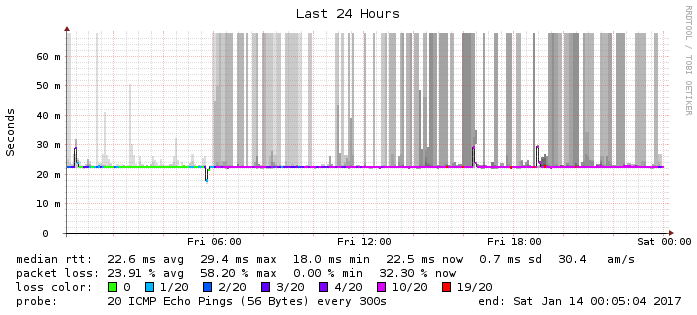 Last 24 Hours
RRDTOOL / TOBI OETIKER
Seconds
60 m
50 m
40 m
30 m
20 m
10 m
0
Fri 06:00 Fri 12:00 Fri 18:00 Sat 00:00
median rtt: 22.6 ms avg 29.4 ms max 18.0 ms min 22.5 ms now 0.7 ms sd 30.4 am/s
packet loss: 23.91 % avg 58.20 % max 0.00 % min 32.30 % now
loss color: 0 1/20 2/20 3/20 4/20 10/20 19/20
probe: 20 ICMP Echo Pings (56 Bytes) every 300s end: Sat Jan 14 00:05:04 2017